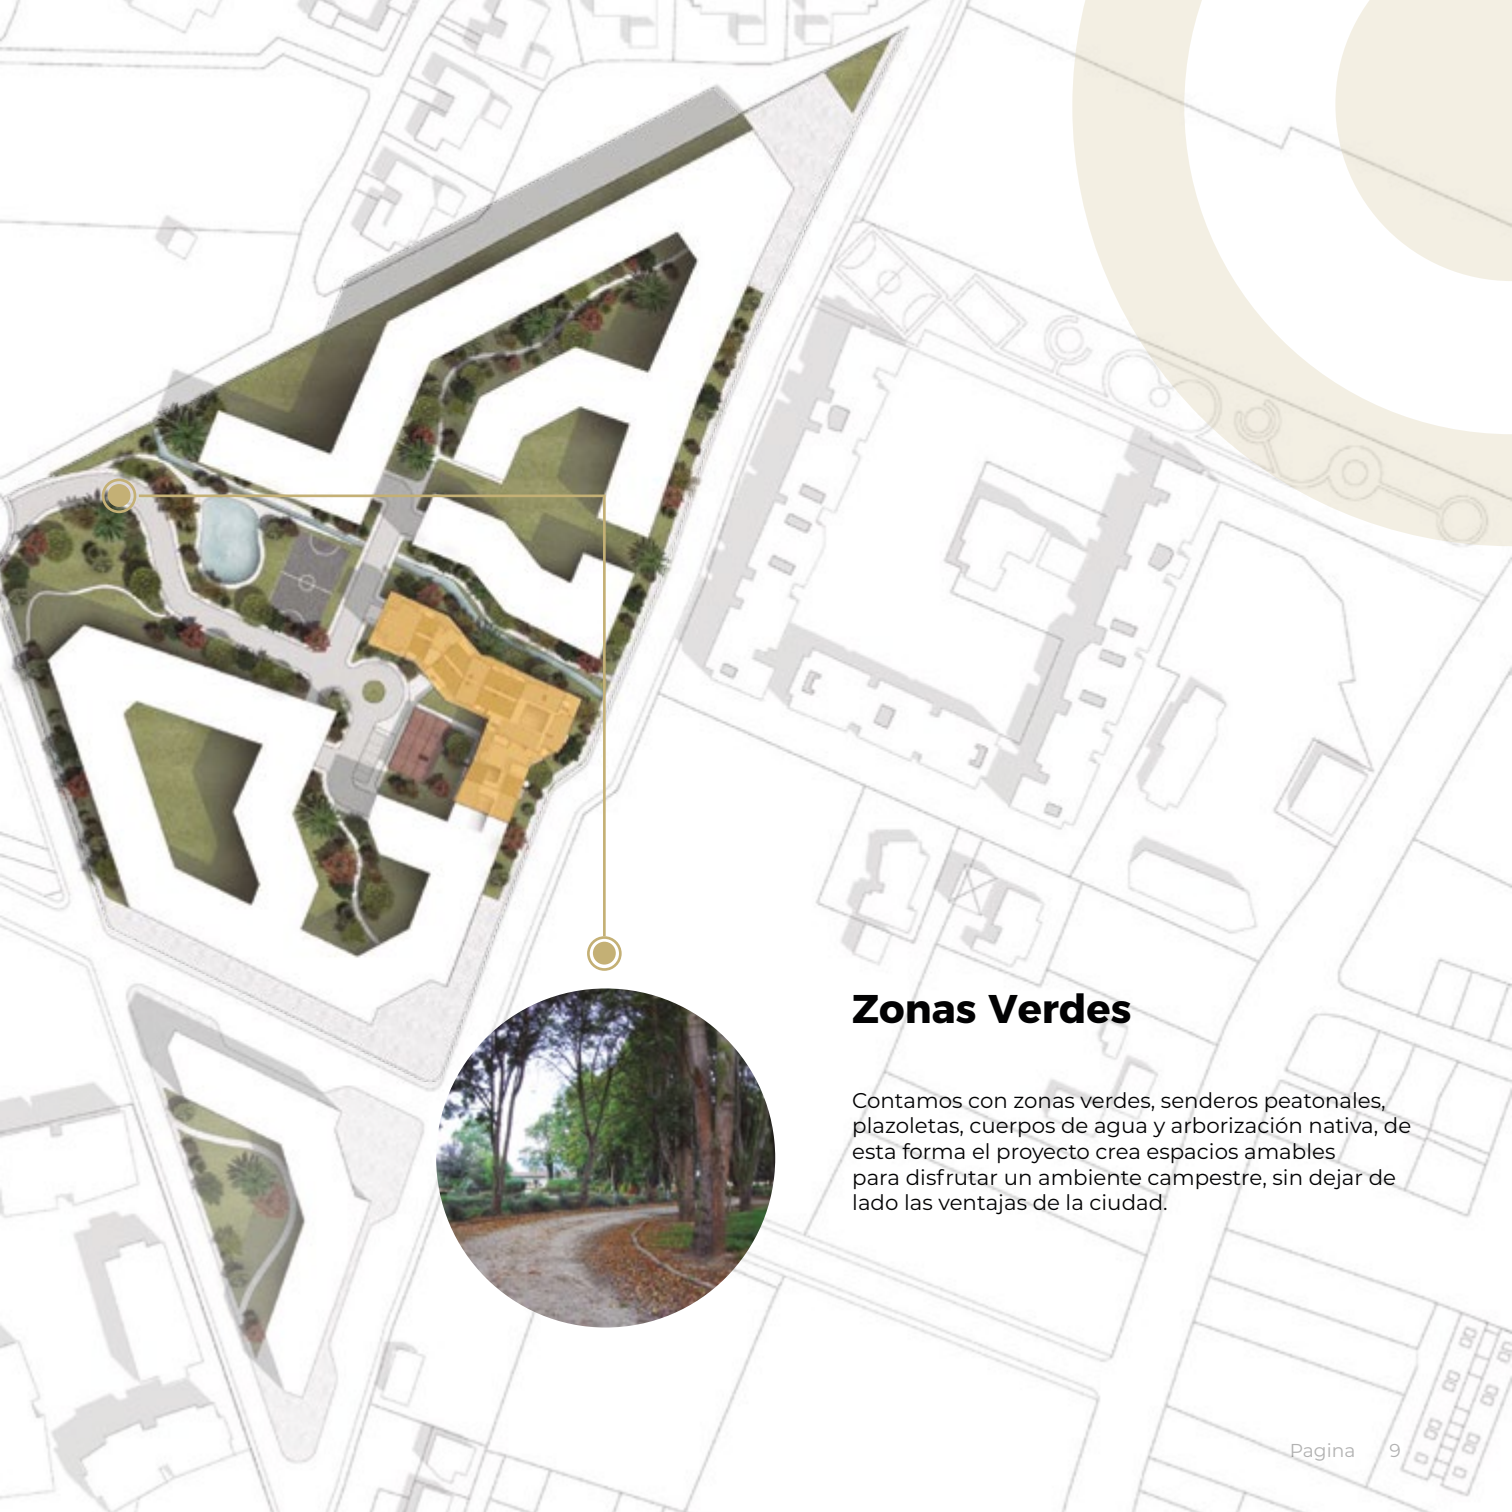 Zonas Verdes
Contamos con zonas verdes, senderos peatonales,
plazoletas, cuerpos de agua y arborización nativa, de
esta forma el proyecto crea espacios amables
para disfrutar un ambiente campestre, sin dejar de
lado las ventajas de la ciudad.
Pagina 9